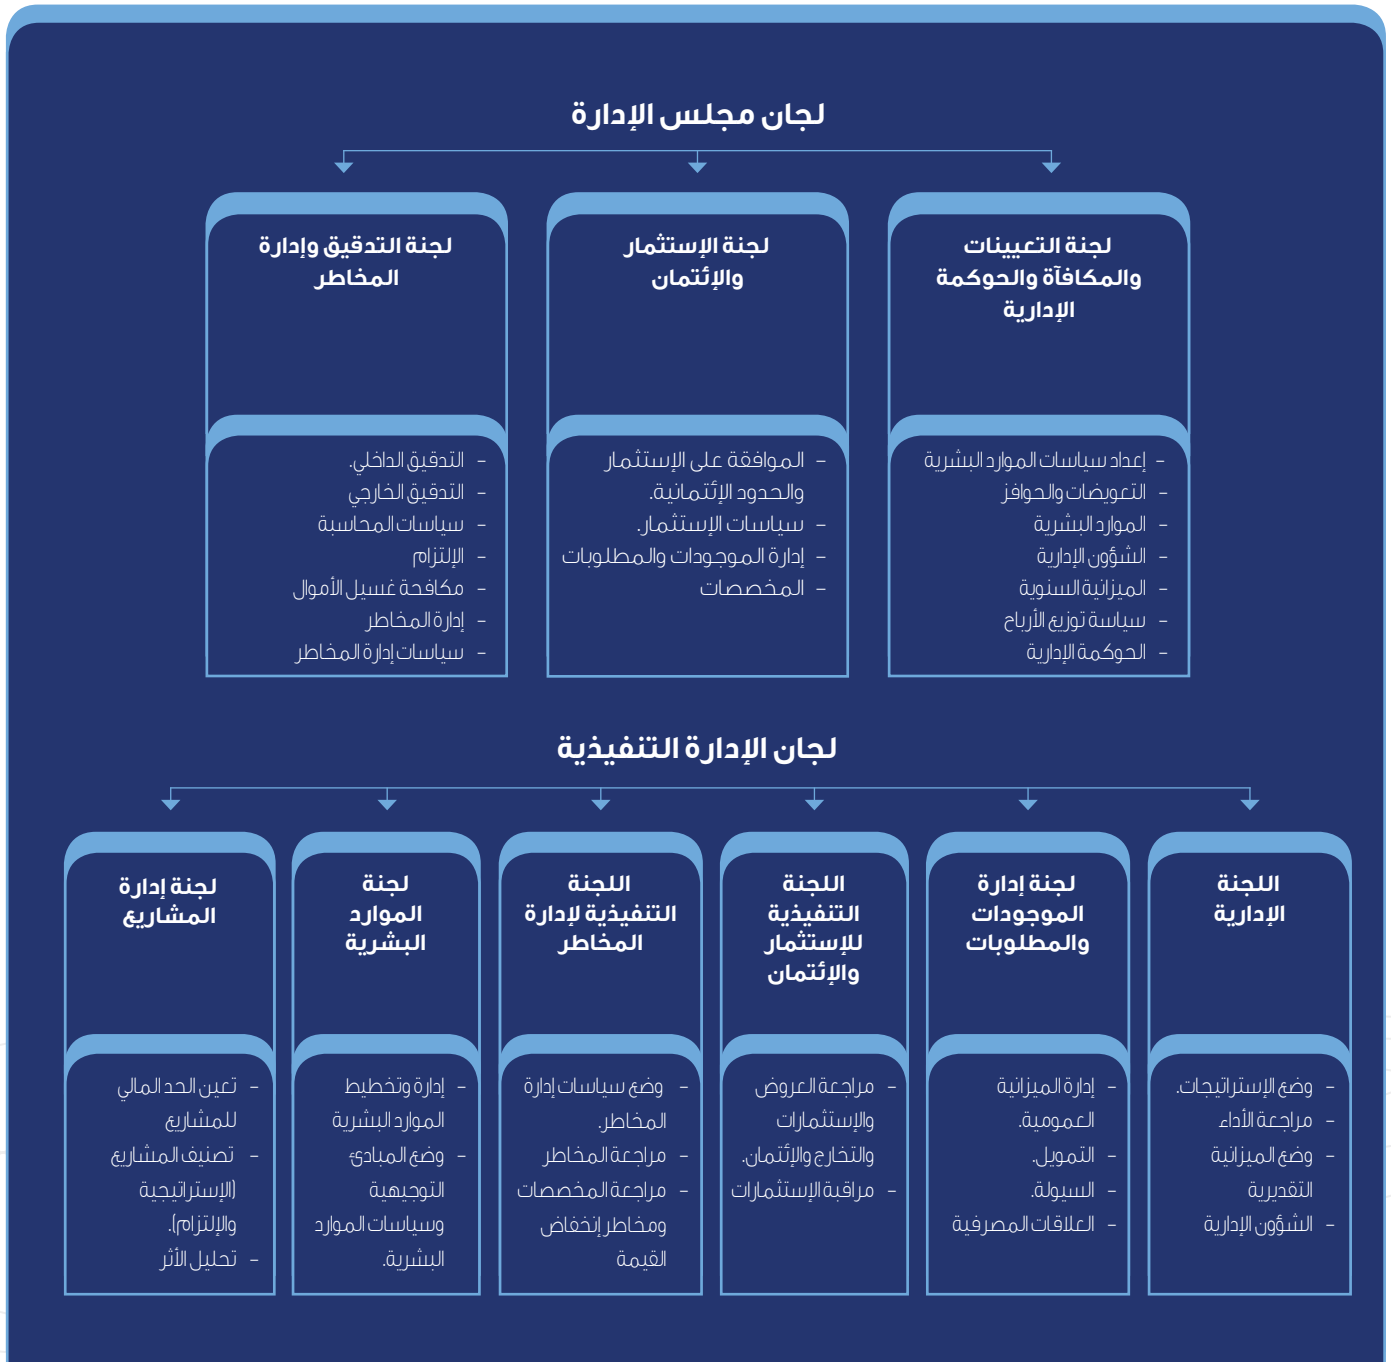 لجان مجلس الإدارة
لجنة التعيينات
والمكافآة والحوكمة
الإدارية
- إعداد سياسات الموارد البشرية
- التعويضات والحوافز
- الموارد البشرية
- الشؤون الإدارية
- الميزانية السنوية
- سياسة توزيع الأرباح
- الحوكمة الإدارية
لجنة الإستثمار
والإئتمان
- الموافقة على الإستثمار
والحدود الإئتمانية.
- سياسات الإستثمار.
- إدارة الموجودات والمطلوبات
- المخصصات
لجنة التدقيق وإدارة
المخاطر
- التدقيق الداخلي.
- التدقيق الخارجي
- سياسات المحاسبة
- الإلتزام
- مكافحة غسيل الأموال
- إدارة المخاطر
- سياسات إدارة المخاطر
لجان الإدارة التنفيذية
اللجنة
الإدارية
- وضع الإستراتيجات.
- مراجعة الأداء
- وضع الميزانية
التقديرية
- الشؤون الإدارية
لجنة إدارة
الموجودات
والمطلوبات
- إدارة الميزانية
العمومية.
- التمويل.
- السيولة.
- العلاقات المصرفية
اللجنة
التنفيذية
للإستثمار
والإئتمان
- مراجعة العروض
والإستثمارات
والتخارج والإئتمان.
- مراقبة الإستثمارات
اللجنة
التنفيذية لإدارة
المخاطر
- وضع سياسات إدارة
المخاطر.
- مراجعة المخاطر
- مراجعة المخصصات
ومخاطر إنخفاض
القيمة
لجنة
الموارد
البشرية
- إدارة وتخطيط
الموارد البشرية
- وضع المبادئ
التوجيهية
وسياسات الموارد
البشرية.
لجنة إدارة
المشاريع
- تعين الحد المالي
للمشاريع
- تصنيف المشاريع
(الإستراتيجية
والإلتزام).
- تحليل الأثر